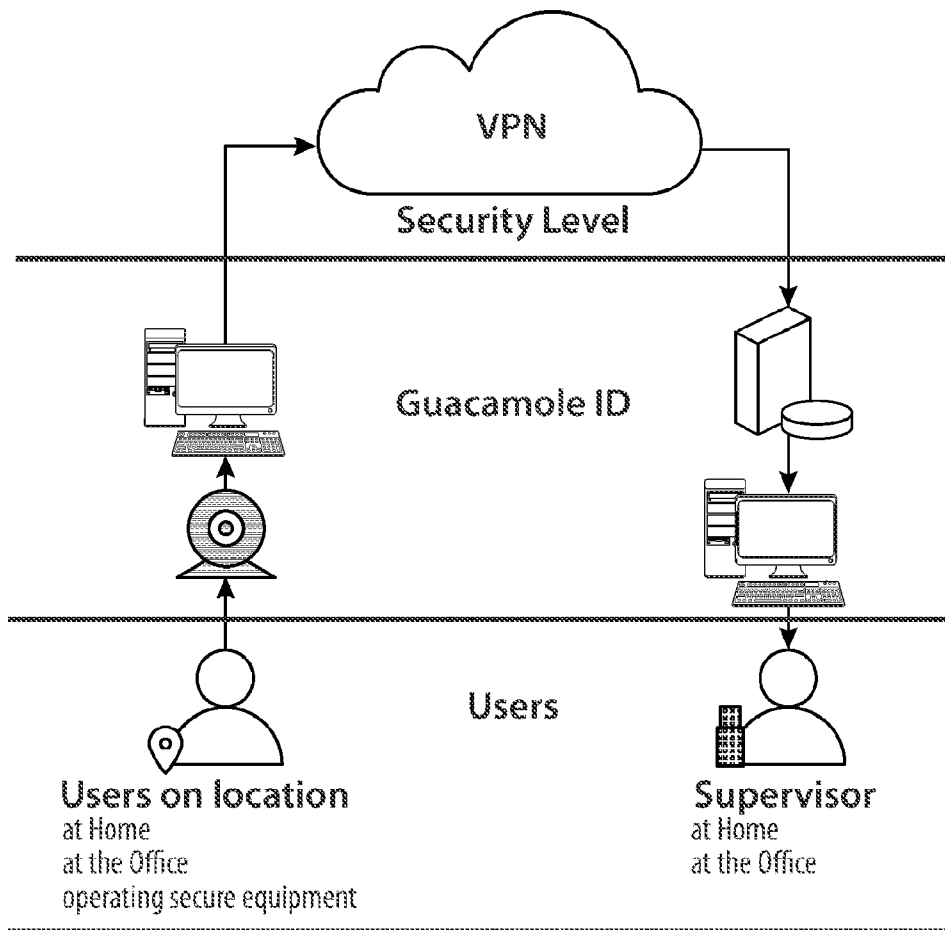 VPN
Security Level
Guacamole ID
Users
Users on location
at Home
at the Office
operating secure equipment
Supervisor
at Home
at the Office